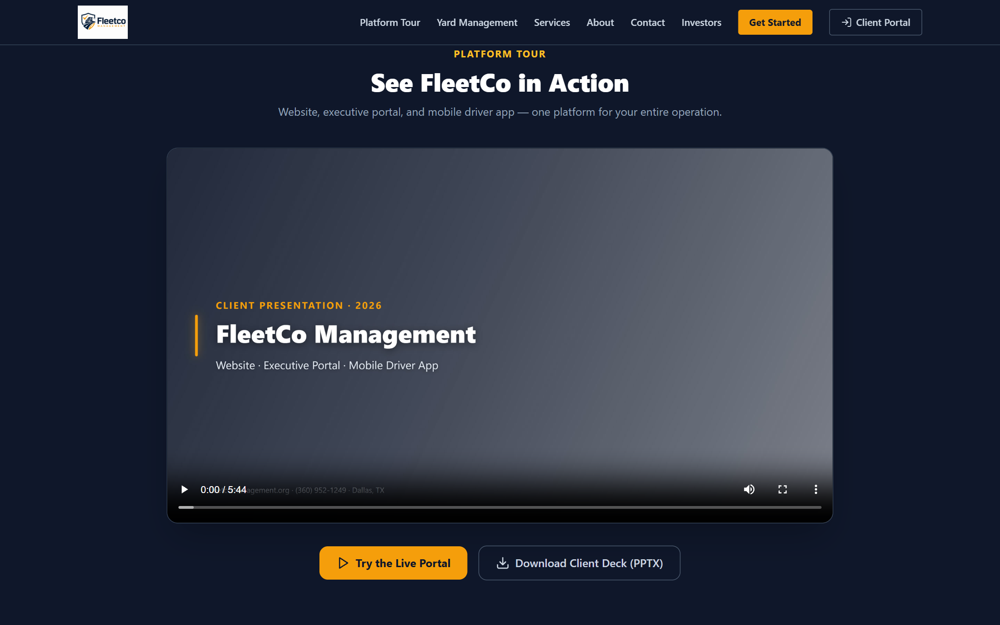 Fleetco
MANAGEMENT
Platform Tour
Yard Management
Services
About
Contact
Investors
Get Started
Client Portal
PLATFORM TOUR
See FleetCo in Action
Website, executive portal, and mobile driver app — one platform for your entire operation.
CLIENT PRESENTATION · 2026
FleetCo Management
Website · Executive Portal · Mobile Driver App
0:00 / 5:44
· (360) 952-1249 · Dallas, TX
Try the Live Portal
Download Client Deck (PPTX)